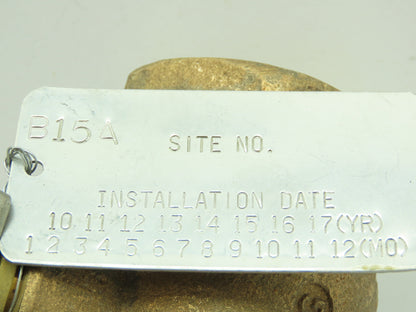 B15A SITE NO.
INSTALLATION DATE
10 11 12 13 14 15 16 17(YR)
1 2 3 4 5 6 7 8 9 10 11 12(MO)